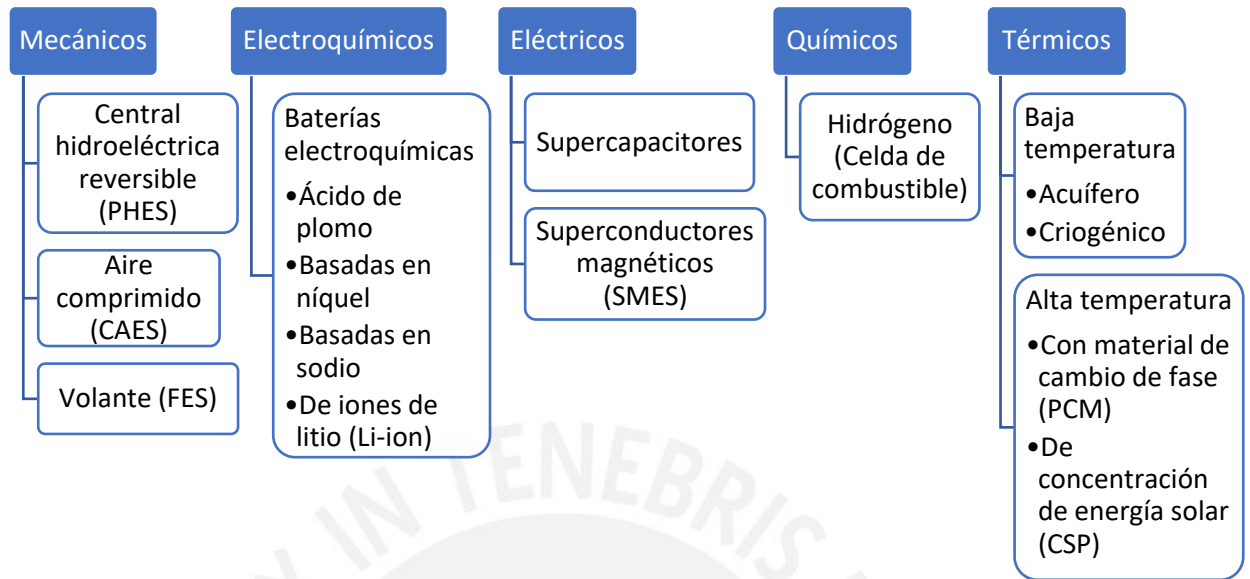 Mecánicos
Central
hidroeléctrica
reversible
(PHES)
Aire
comprimido
(CAES)
Volante (FES)
Electroquímicos
Baterías
electroquímicas
•Ácido de
plomo
•Basadas en
níquel
•Basadas en
sodio
•De iones de
litio (Li-ion)
Eléctricos
Supercapacitores
Superconductores
magnéticos
(SMES)
Químicos
Hidrógeno
(Celda de
combustible)
Térmicos
Baja
temperatura
•Acuífero
•Criogénico
Alta temperatura
•Con material de
cambio de fase
(PCM)
•De
concentración
de energía solar
(CSP)
IN TENEBRIS